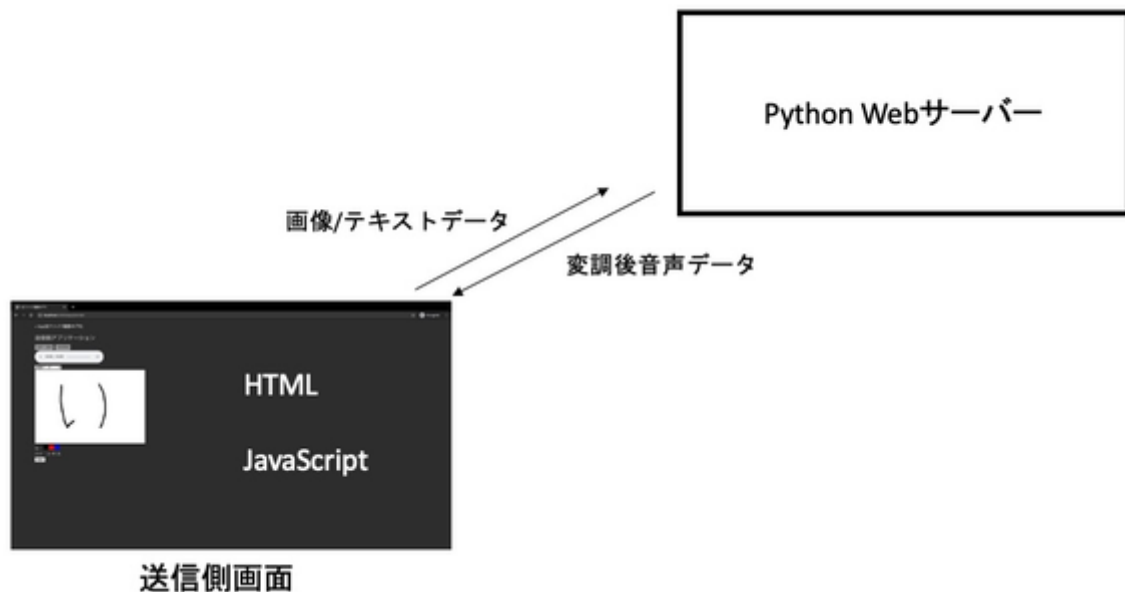 Python Webサーバー
画像/テキストデータ
変調後音声データ
い
HTML
JavaScript
送信側画面